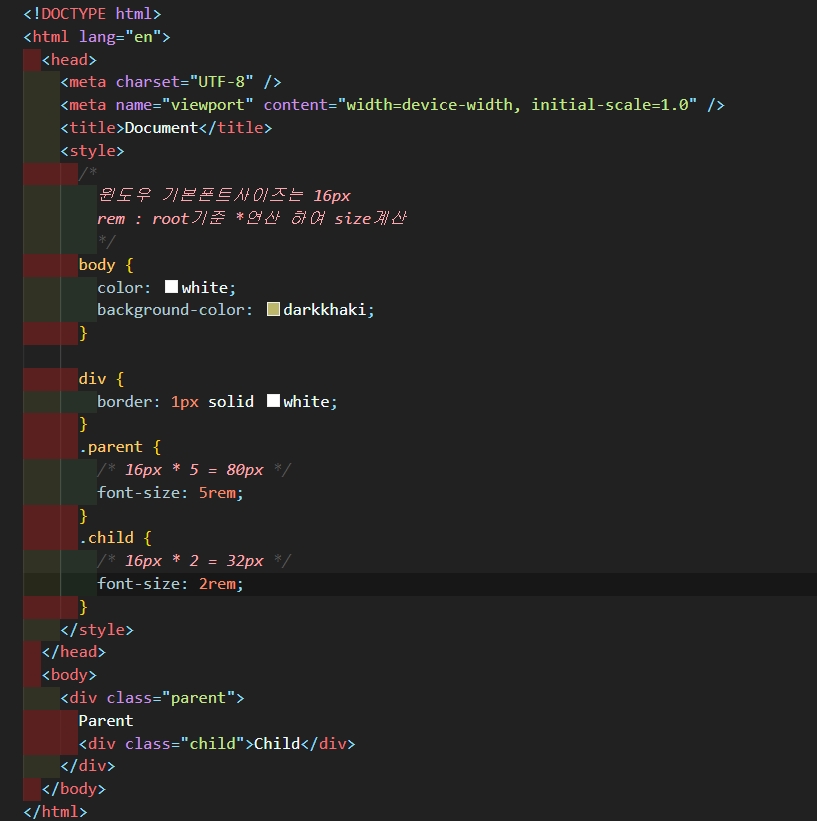 <!DOCTYPE html>
<html lang="en">
<head>
<meta charset="UTF-8" />
<meta name="viewport" content="width=device-width, initial-scale=1.0" />
<title>Document</title>
<style>
/*
윈도우 기본폰트사이즈는 16px
rem : root기준 *연산 하여 size계산
*/
body {
color: white;
background-color: darkkhaki;
}

div {
border: 1px solid white;
}
.parent {
/* 16px * 5 = 80px */
font-size: 5rem;
}
.child {
/* 16px * 2 = 32px */
font-size: 2rem;
}
</style>
</head>
<body>
<div class="parent">
Parent
<div class="child">Child</div>
</div>
</body>
</html>